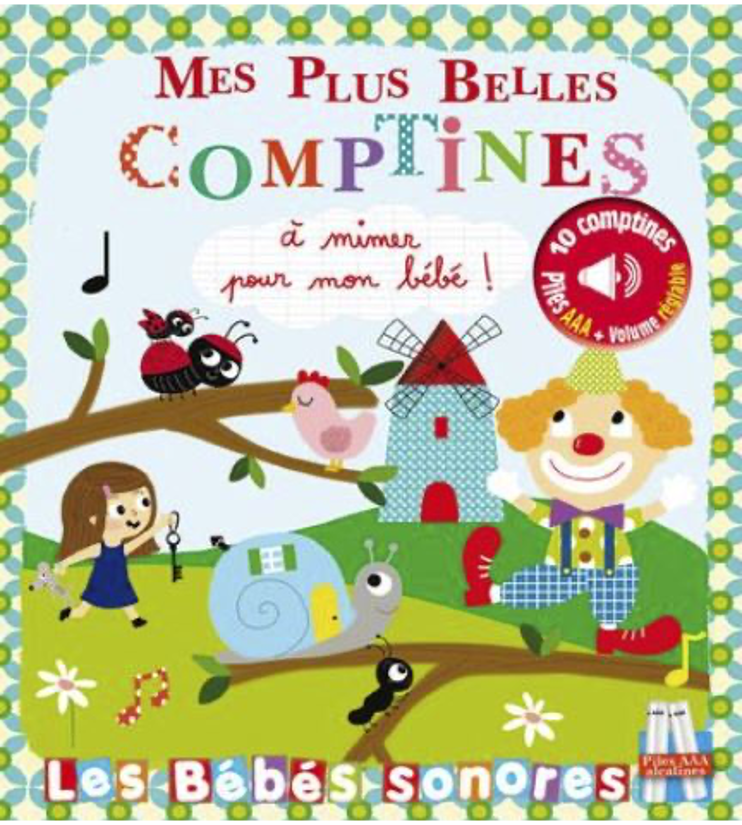 MES PLUS BELLES
COMPTINES
à mimer
pour mon bébé !
10 comptines
Piles AAA + Volume réglable
Les Bébés sonores
Piles AAA
alcalines